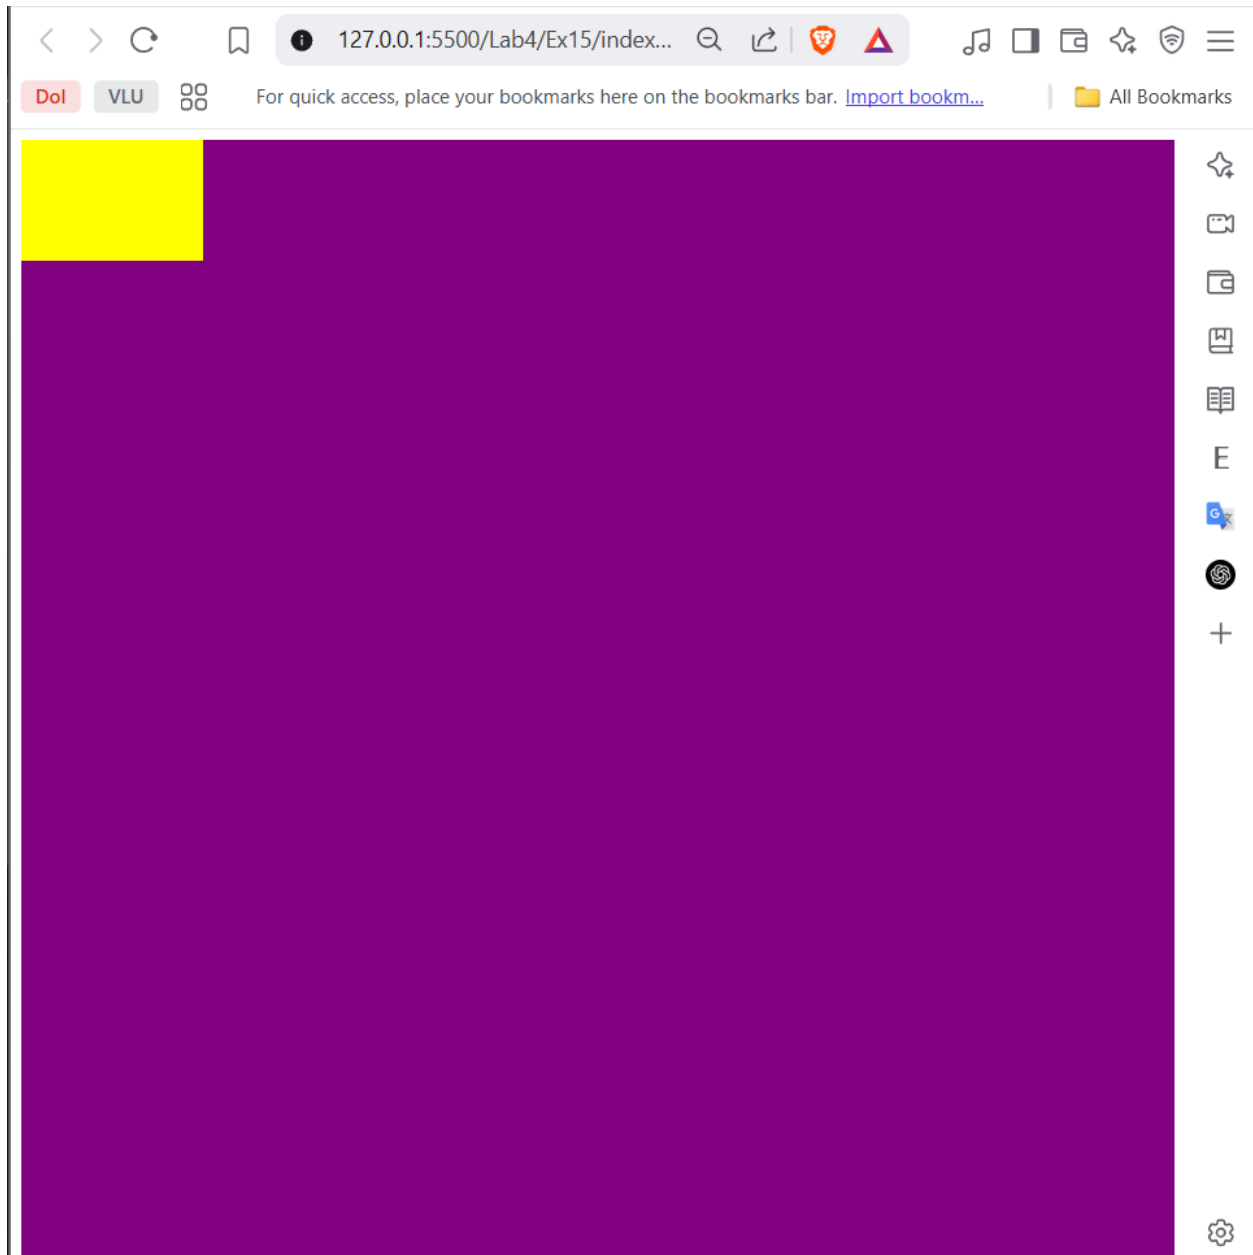 127.0.0.1:5500/Lab4/Ex15/index...
DoI VLU For quick access, place your bookmarks here on the bookmarks bar. Import bookm... All Bookmarks
E
G